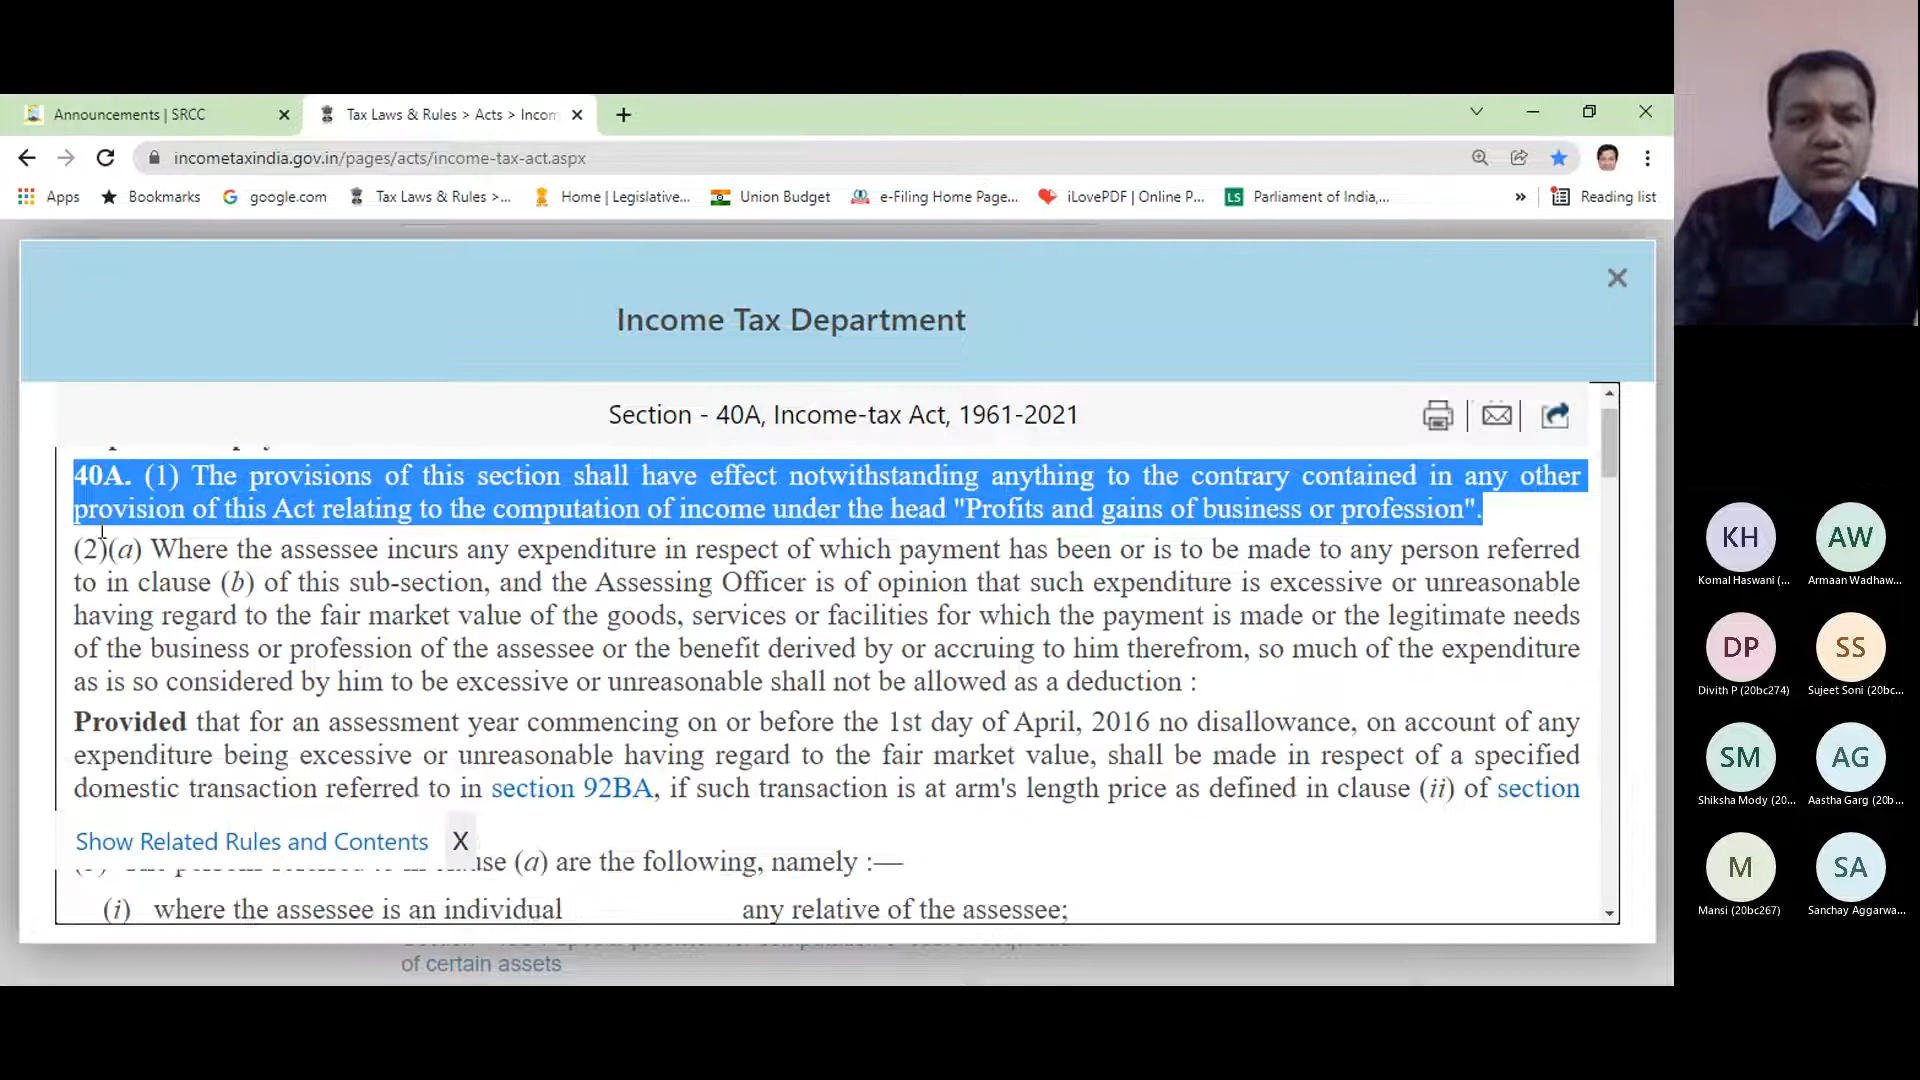 Announcements | SRCC
Tax Laws & Rules > Acts > Incom
incometaxindia.gov.in/pages/acts/income-tax-act.aspx
Apps
Bookmarks
google.com
Tax Laws & Rules >...
Home | Legislative...
Union Budget
e-Filing Home Page...
iLovePDF | Online P...
LS
Parliament of India,...
»
Reading list
Income Tax Department
Section - 40A, Income-tax Act, 1961-2021
40A. (1) The provisions of this section shall have effect notwithstanding anything to the contrary contained in any other
provision of this Act relating to the computation of income under the head "Profits and gains of business or profession".
(2)(a) Where the assessee incurs any expenditure in respect of which payment has been or is to be made to any person referred
to in clause (b) of this sub-section, and the Assessing Officer is of opinion that such expenditure is excessive or unreasonable
having regard to the fair market value of the goods, services or facilities for which the payment is made or the legitimate needs
of the business or profession of the assessee or the benefit derived by or accruing to him therefrom, so much of the expenditure
as is so considered by him to be excessive or unreasonable shall not be allowed as a deduction :
Provided that for an assessment year commencing on or before the 1st day of April, 2016 no disallowance, on account of any
expenditure being excessive or unreasonable having regard to the fair market value, shall be made in respect of a specified
domestic transaction referred to in section 92BA, if such transaction is at arm's length price as defined in clause (ii) of section
Show Related Rules and Contents X
use (a) are the following, namely :—
(i) where the assessee is an individual any relative of the assessee;
of certain assets
KH
Komal Haswani (...
AW
Armaan Wadhaw...
DP
Divith P (20bc274)
SS
Sujeet Soni (20bc...
SM
Shiksha Mody (20...
AG
Aastha Garg (20b...
M
Mansi (20bc267)
SA
Sanchay Aggarwa...